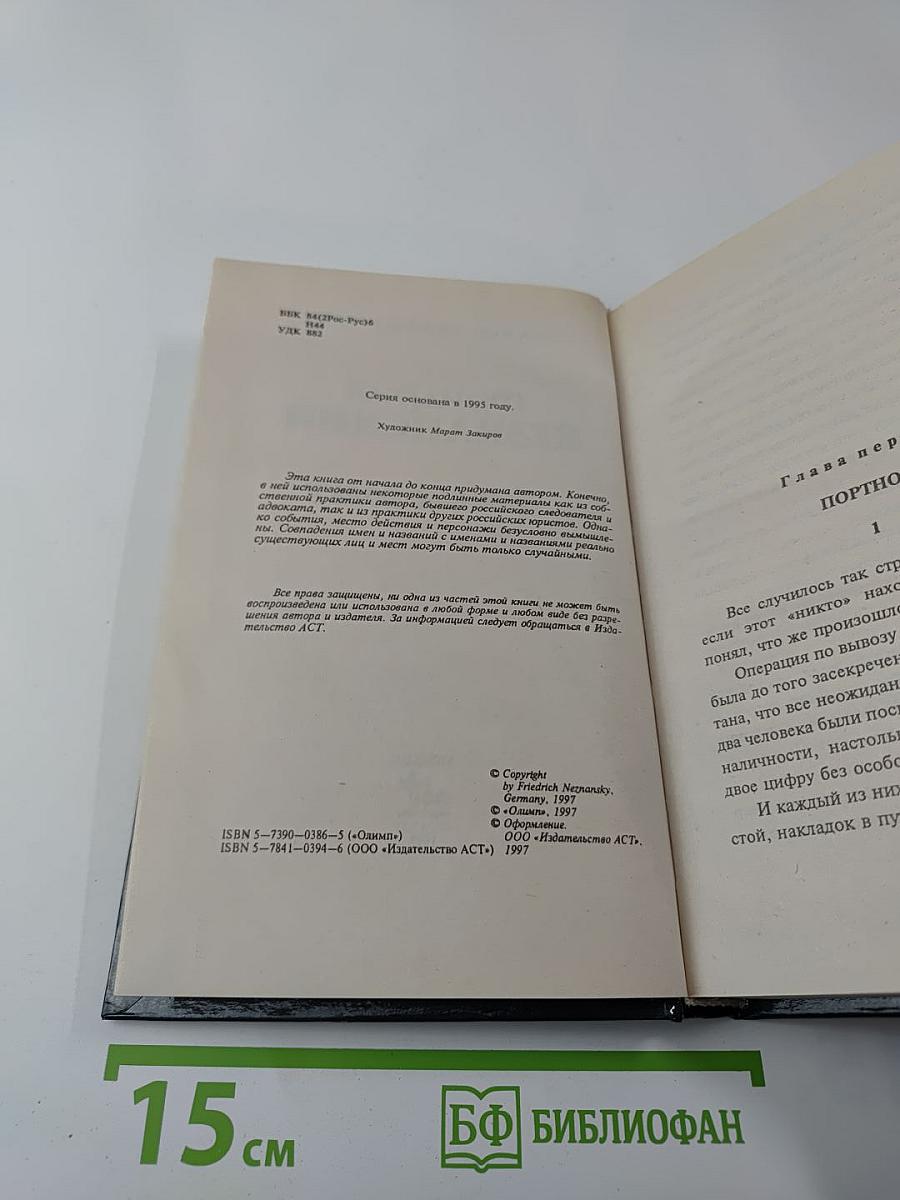 ББК 84(2Рос-Рус)6
Н44
УДК 882
Серия основана в 1995 году.
Художник Марат Закиров
Эта книга от начала до конца придумана автором. Конечно,
в ней использованы некоторые подлинные материалы как из соб-
ственной практики автора, бывшего российского следователя и
адвоката, так и из практики других российских юристов. Одна-
ко события, место действия и персонажи безусловно вымышле-
ны. Совпадения имен и названий с именами и названиями реально
существующих лиц и мест могут быть только случайными.
Все права защищены, ни одна из частей этой книги не может быть
воспроизведена или использована в любой форме и любом виде без разре-
шения автора и издателя. За информацией следует обращаться в Изда-
тельство АСТ.
© Copyright
by Friedrich Neznansky,
Germany, 1997
© «Олимп», 1997
© Оформление.
ООО «Издательство АСТ»,
1997
ISBN 5—7390—0386—5 («Олимп»)
ISBN 5—7841—0394—6 (ООО «Издательство АСТ»)
Глава пер
ПОРТНО
1
Все случилось так стр
если этот «никто» нахо
понял, что же произошло
Операция по вывозу
была до того засекречен
тана, что все неожидан
два человека были пос
наличности, настоль
двое цифру без особо
И каждый из них
стой, накладок в пу
15 см
БФ БИБЛИОФАН